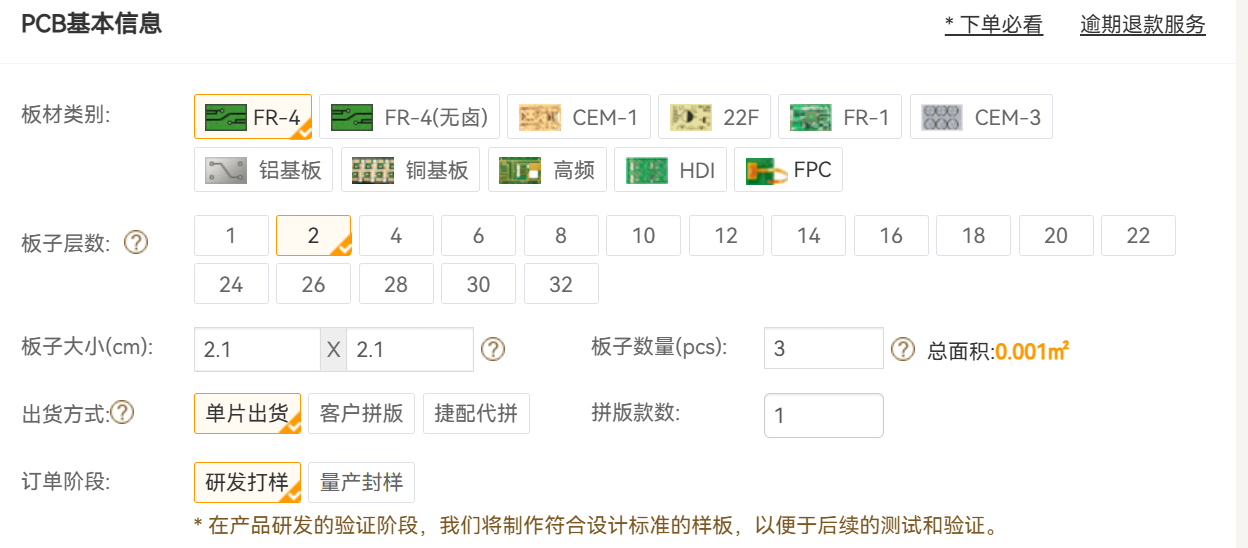 PCB基本信息 * 下单必看 逾期退款服务
板材类别: FR-4 FR-4(无卤) CEM-1 22F FR-1 CEM-3
铝基板 铜基板 高频 HDI FPC
板子层数: ? 1 2 4 6 8 10 12 14 16 18 20 22
24 26 28 30 32
板子大小(cm): 2.1 X 2.1 ? 板子数量(pcs): 3 ? 总面积:0.001㎡
出货方式:? 单片出货 客户拼版 捷配代拼 拼版款数: 1
订单阶段: 研发打样 量产封样
* 在产品研发的验证阶段，我们将制作符合设计标准的样板，以便于后续的测试和验证。